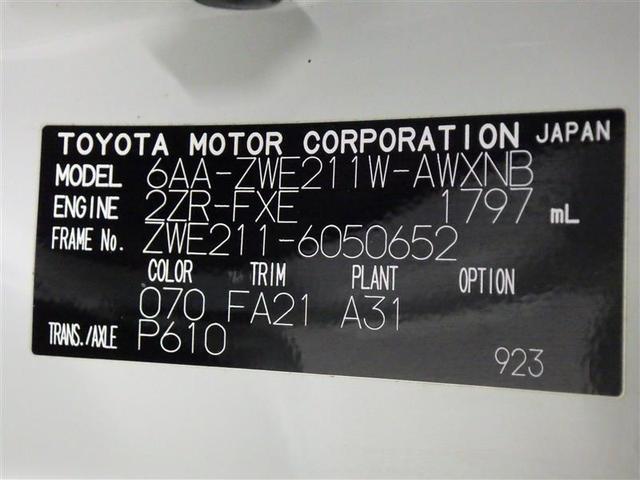 TOYOTA MOTOR CORPORATION JAPAN
MODEL 6AA-ZWE211W-AWXNB
ENGINE 2ZR-FXE 1797 mL
FRAME No. ZWE211-6050652
COLOR TRIM PLANT OPTION
070 FA21 A31
TRANS./AXLE P610
923